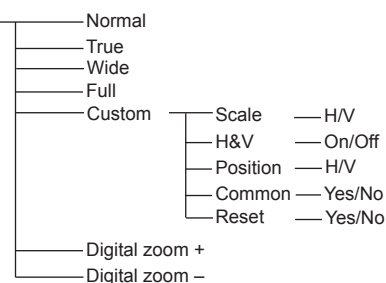 Normal
True
Wide
Full
Custom Scale H/V
H&V On/Off
Position H/V
Common Yes/No
Reset Yes/No
Digital zoom +
Digital zoom –